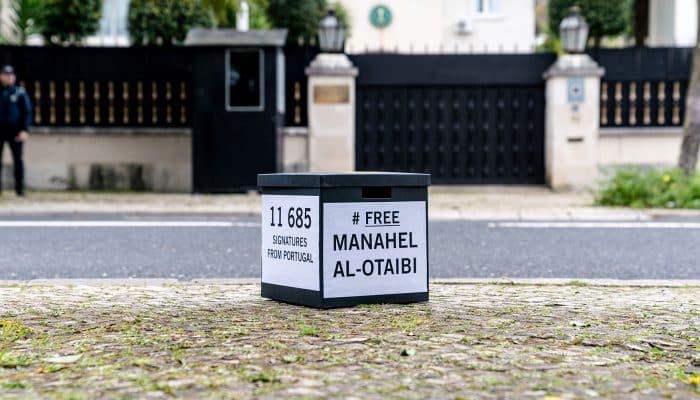 11 685
SIGNATURES
FROM PORTUGAL
# FREE
MANAHEL
AL-OTAIBI